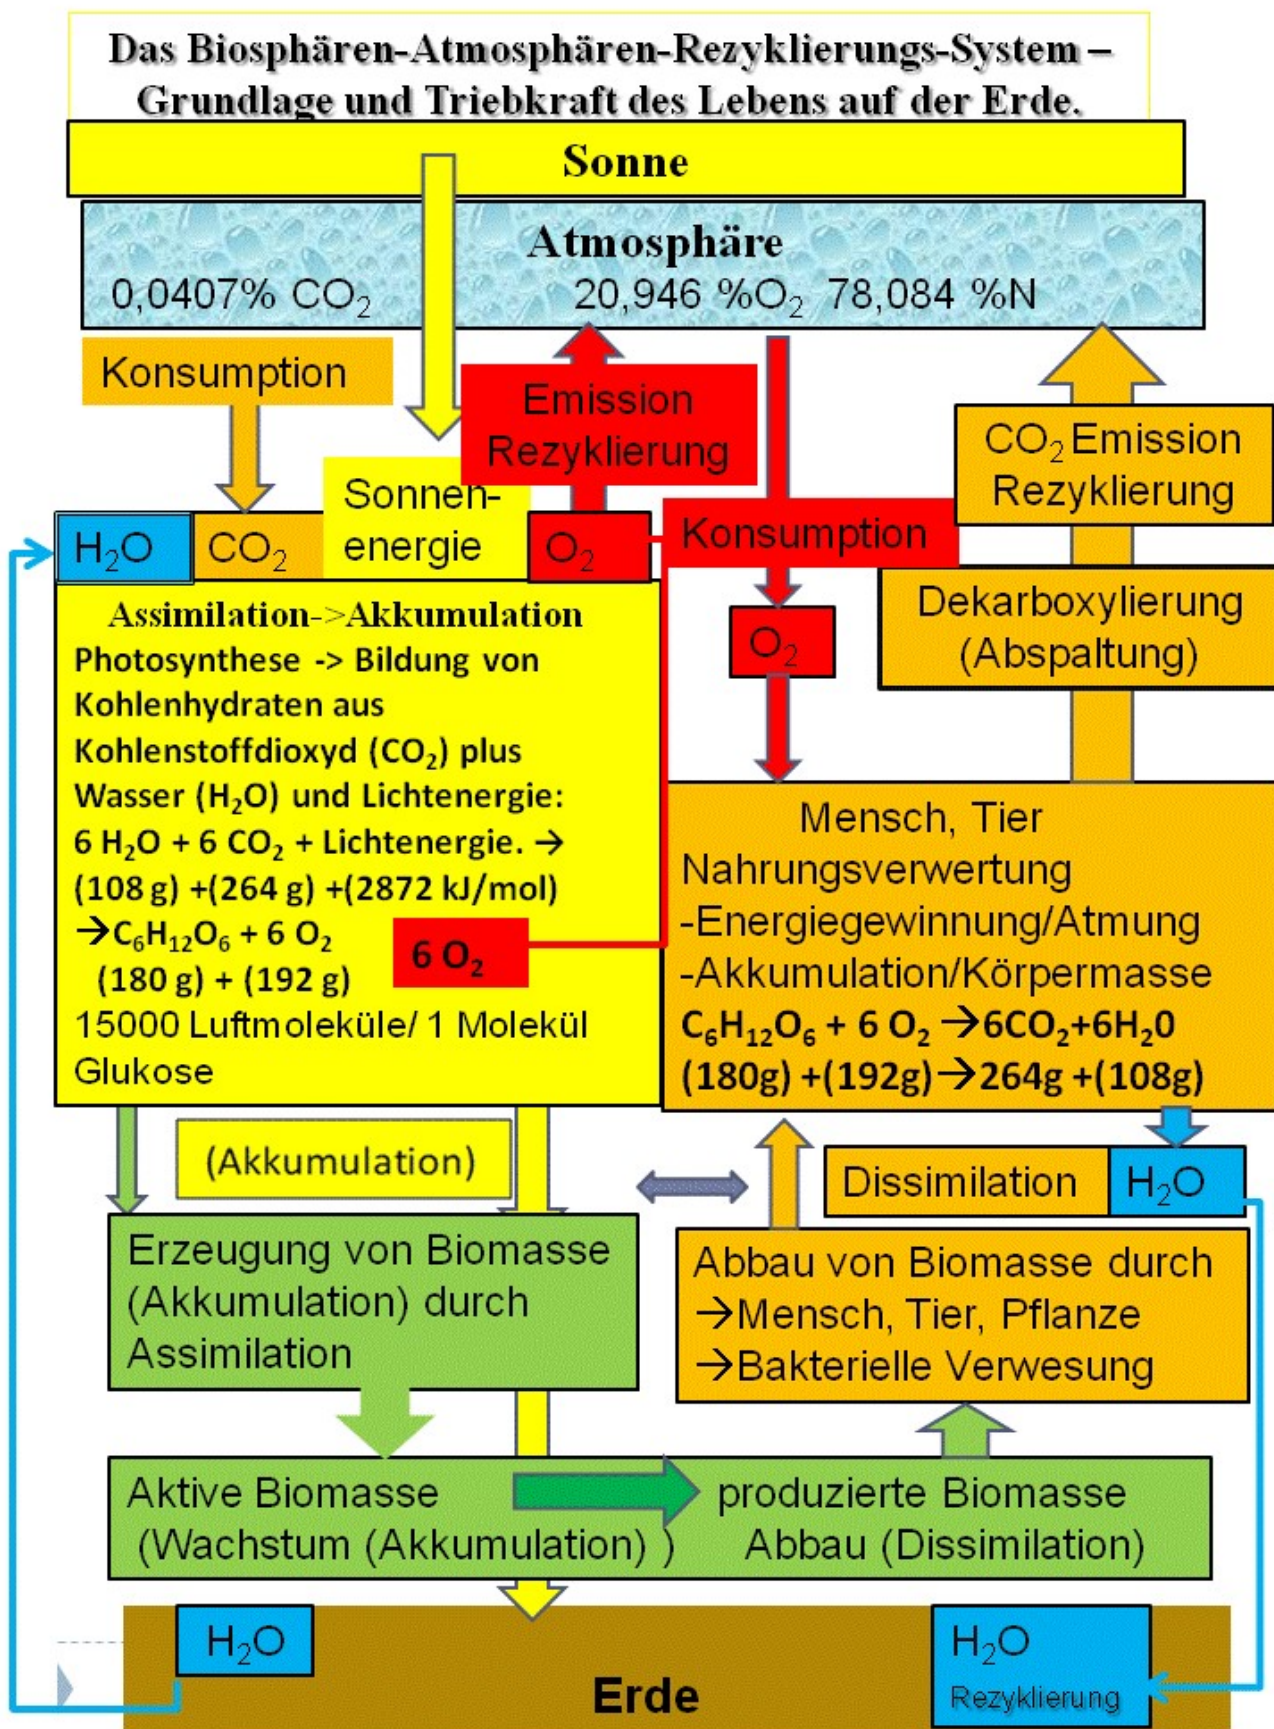 Das Biosphären-Atmosphären-Rezyklierungs-System –
Grundlage und Triebkraft des Lebens auf der Erde.
Sonne
Atmosphäre
0,0407% CO₂ 20,946 %O₂ 78,084 %N
Konsumption
Emission
Rezyklierung
CO₂ Emission
Rezyklierung
Sonnen-
energie
H₂O
CO₂
O₂
Konsumption
Dekarboxylierung
(Abspaltung)
O₂
Assimilation->Akkumulation
Photosynthese -> Bildung von
Kohlenhydraten aus
Kohlenstoffdioxyd (CO₂) plus
Wasser (H₂O) und Lichtenergie:
6 H₂O + 6 CO₂ + Lichtenergie. →
(108 g) +(264 g) +(2872 kJ/mol)
→C₆H₁₂O₆ + 6 O₂
(180 g) + (192 g)
6 O₂
15000 Luftmoleküle/ 1 Molekül
Glukose
Mensch, Tier
Nahrungsverwertung
-Energiegewinnung/Atmung
-Akkumulation/Körpermasse
C₆H₁₂O₆ + 6 O₂ →6CO₂+6H₂0
(180g) +(192g)→264g +(108g)
(Akkumulation)
Dissimilation
H₂O
Erzeugung von Biomasse
(Akkumulation) durch
Assimilation
Abbau von Biomasse durch
→Mensch, Tier, Pflanze
→Bakterielle Verwesung
Aktive Biomasse
(Wachstum (Akkumulation) )
produzierte Biomasse
Abbau (Dissimilation)
H₂O
Erde
H₂O
Rezyklierung